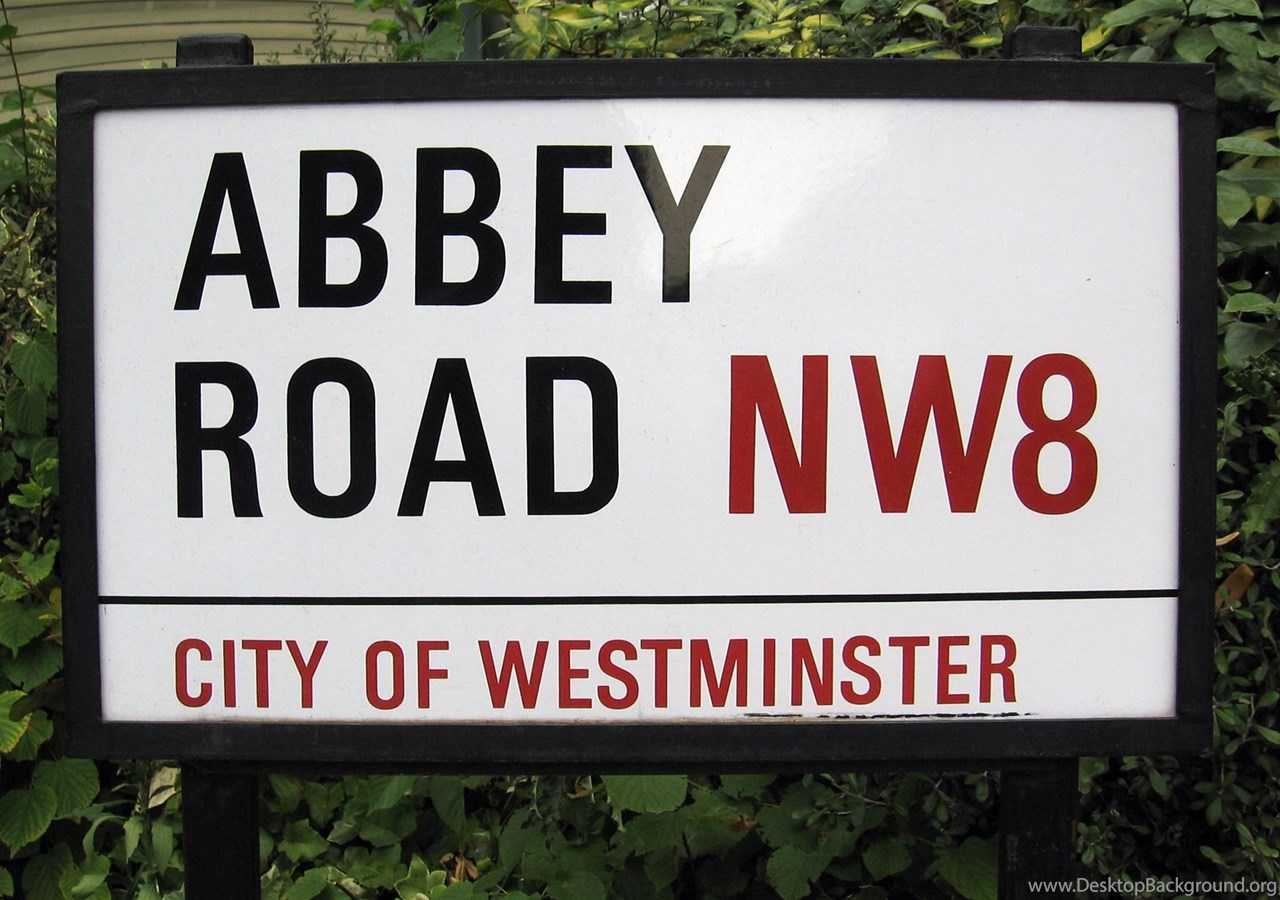 ABBEY
ROAD NW8
CITY OF WESTMINSTER
www.DesktopBackground.org